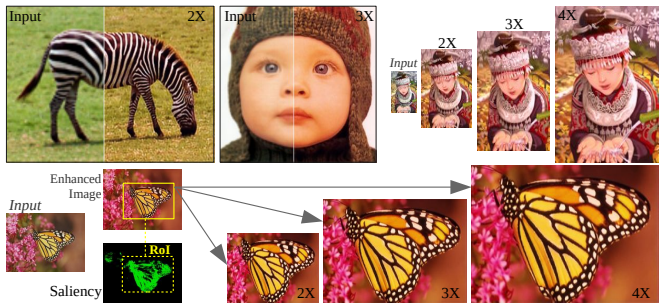 Input 2X
Input 3X
Input
2X
3X
4X
Enhanced
Image
Input
RoI
Saliency
2X
3X
4X